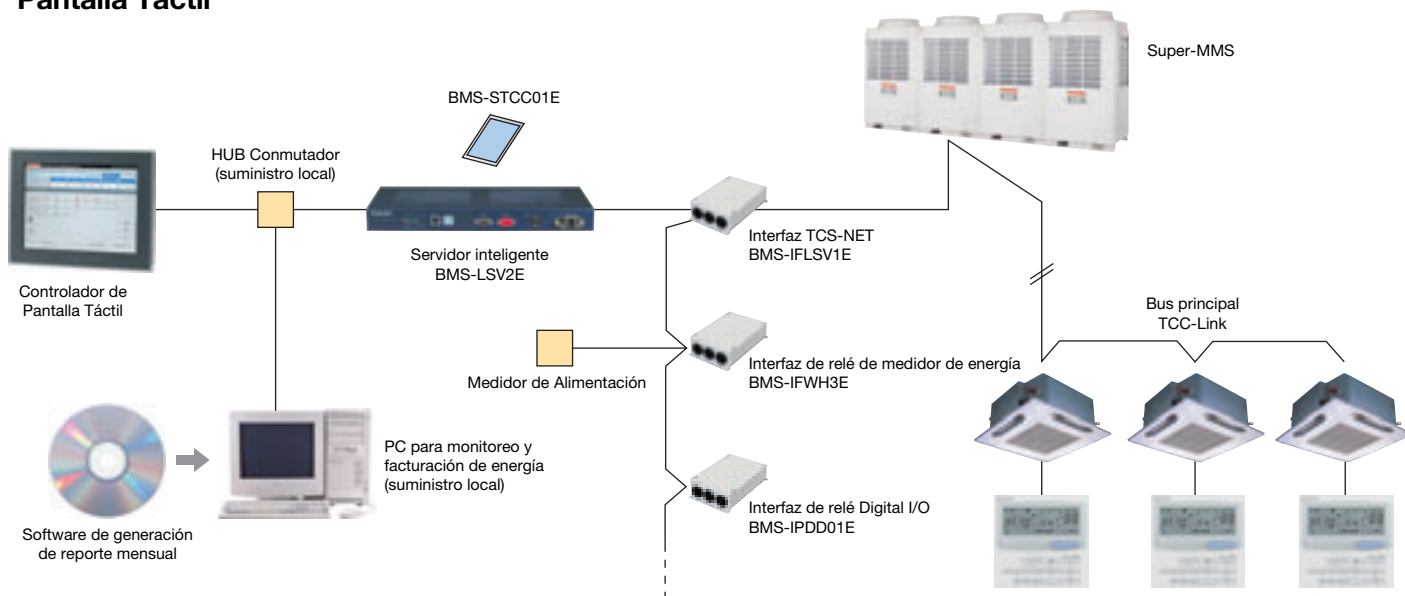 Pantalla Táctil
Super-MMS
BMS-STCC01E
HUB Conmutador
(suministro local)
Servidor inteligente
BMS-LSV2E
Interfaz TCS-NET
BMS-IFLSV1E
Controlador de
Pantalla Táctil
Bus principal
TCC-Link
Medidor de Alimentación
Interfaz de relé de medidor de energía
BMS-IFWH3E
PC para monitoreo y
facturación de energía
(suministro local)
Interfaz de relé Digital I/O
BMS-IPDD01E
Software de generación
de reporte mensual